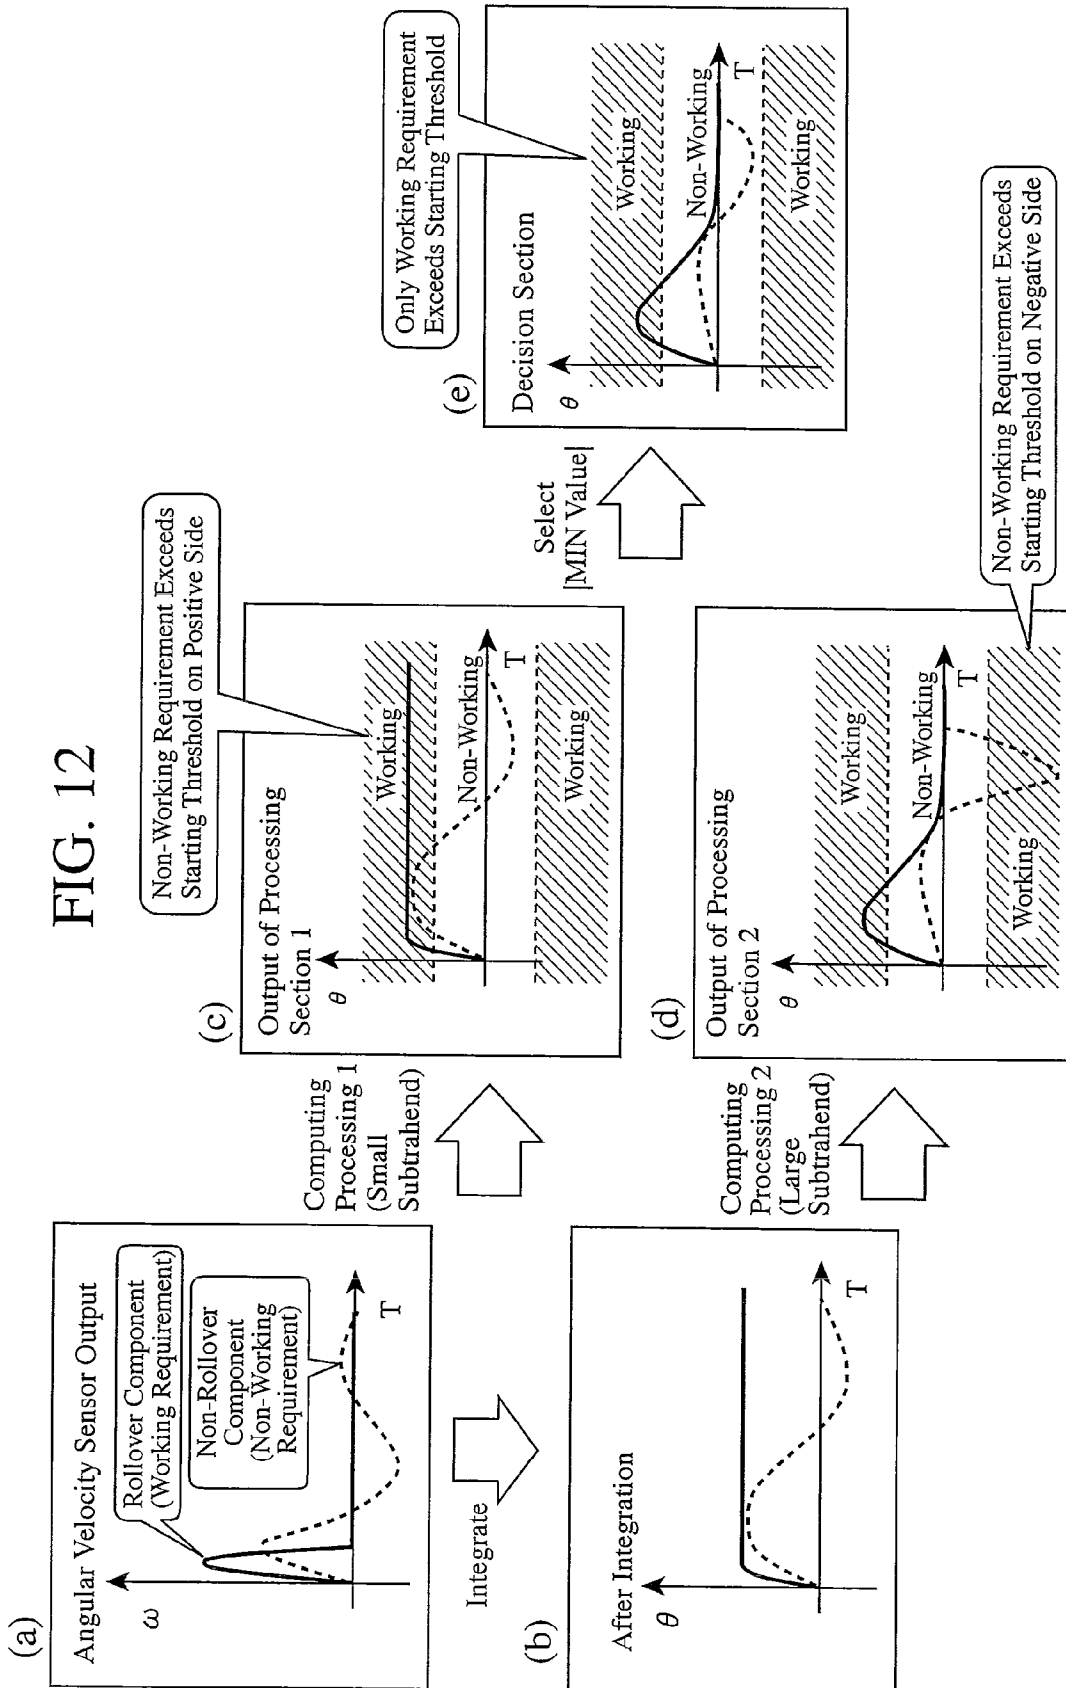 FIG. 12
(a)
Angular Velocity Sensor Output
ω
Rollover Component
(Working Requirement)
Non-Rollover
Component
(Non-Working
Requirement)
T
Integrate
(b)
After Integration
θ
T
Computing
Processing 1
(Small
Subtrahend)
(c)
Output of Processing
Section 1
θ
Working
Non-Working
T
Working
Non-Working Requirement Exceeds
Starting Threshold on Positive Side
Computing
Processing 2
(Large
Subtrahend)
(d)
Output of Processing
Section 2
θ
Working
Non-Working
T
Working
Non-Working Requirement Exceeds
Starting Threshold on Negative Side
Select
|MIN Value|
(e)
Decision Section
θ
Working
Non-Working
T
Working
Only Working Requirement
Exceeds Starting Threshold